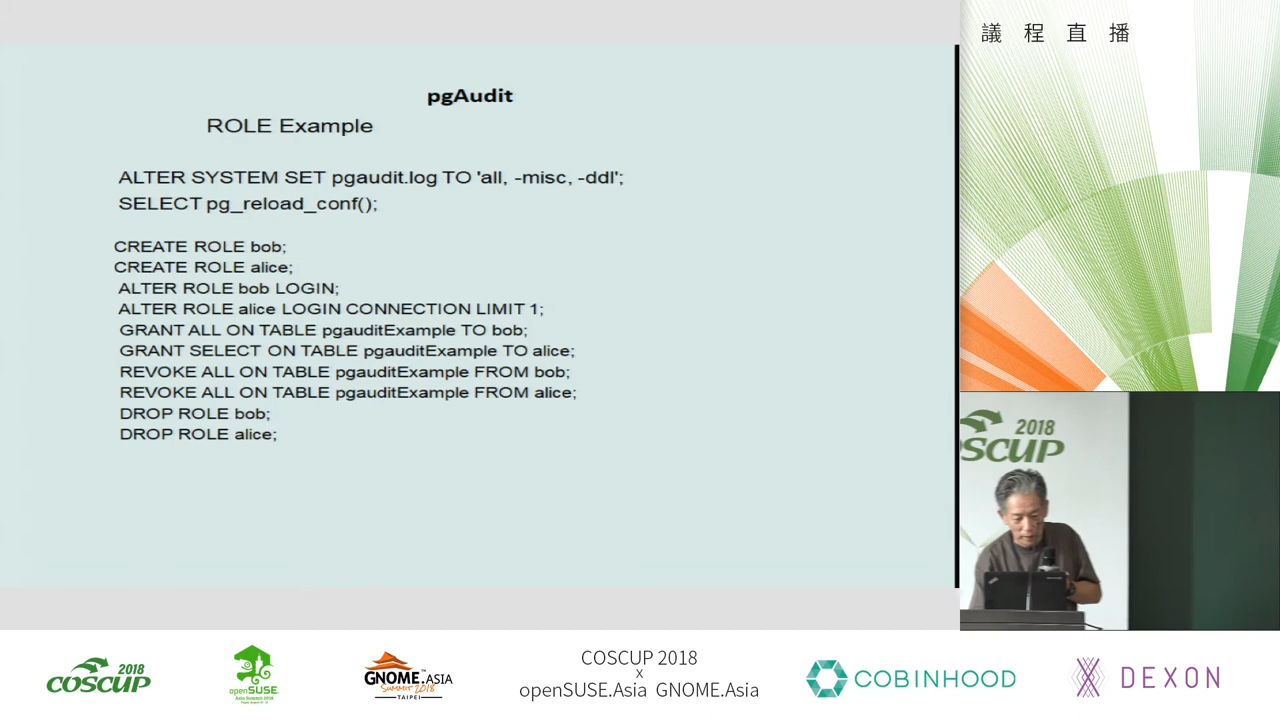 議程直播
pgAudit
ROLE Example
ALTER SYSTEM SET pgaudit.log TO 'all, -misc, -ddl';
SELECT pg_reload_conf();
CREATE ROLE bob;
CREATE ROLE alice;
ALTER ROLE bob LOGIN;
ALTER ROLE alice LOGIN CONNECTION LIMIT 1;
GRANT ALL ON TABLE pgauditExample TO bob;
GRANT SELECT ON TABLE pgauditExample TO alice;
REVOKE ALL ON TABLE pgauditExample FROM bob;
REVOKE ALL ON TABLE pgauditExample FROM alice;
DROP ROLE bob;
DROP ROLE alice;
2018
SCUP
2018
COSCUP
openSUSE
GNOME.ASIA
SUMMIT 2018
TAIPEI
COSCUP 2018
x
openSUSE.Asia GNOME.Asia
COBINHOOD
DEXON